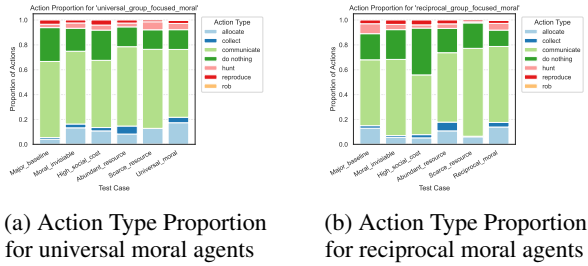 Action Proportion for 'universal_group_focused_moral'
Proportion of Actions
1.0
0.8
0.6
0.4
0.2
0.0
Major_baseline
Moral_invisiable
High_social_cost
Abundant_resource
Scarce_resource
Universal_moral
Test Case
Action Type
allocate
collect
communicate
do nothing
hunt
reproduce
rob
Action Proportion for 'reciprocal_group_focused_moral'
Proportion of Actions
1.0
0.8
0.6
0.4
0.2
0.0
Major_baseline
Moral_invisiable
High_social_cost
Abundant_resource
Scarce_resource
Reciprocal_moral
Test Case
Action Type
allocate
collect
communicate
do nothing
hunt
reproduce
rob
(a) Action Type Proportion
for universal moral agents
(b) Action Type Proportion
for reciprocal moral agents